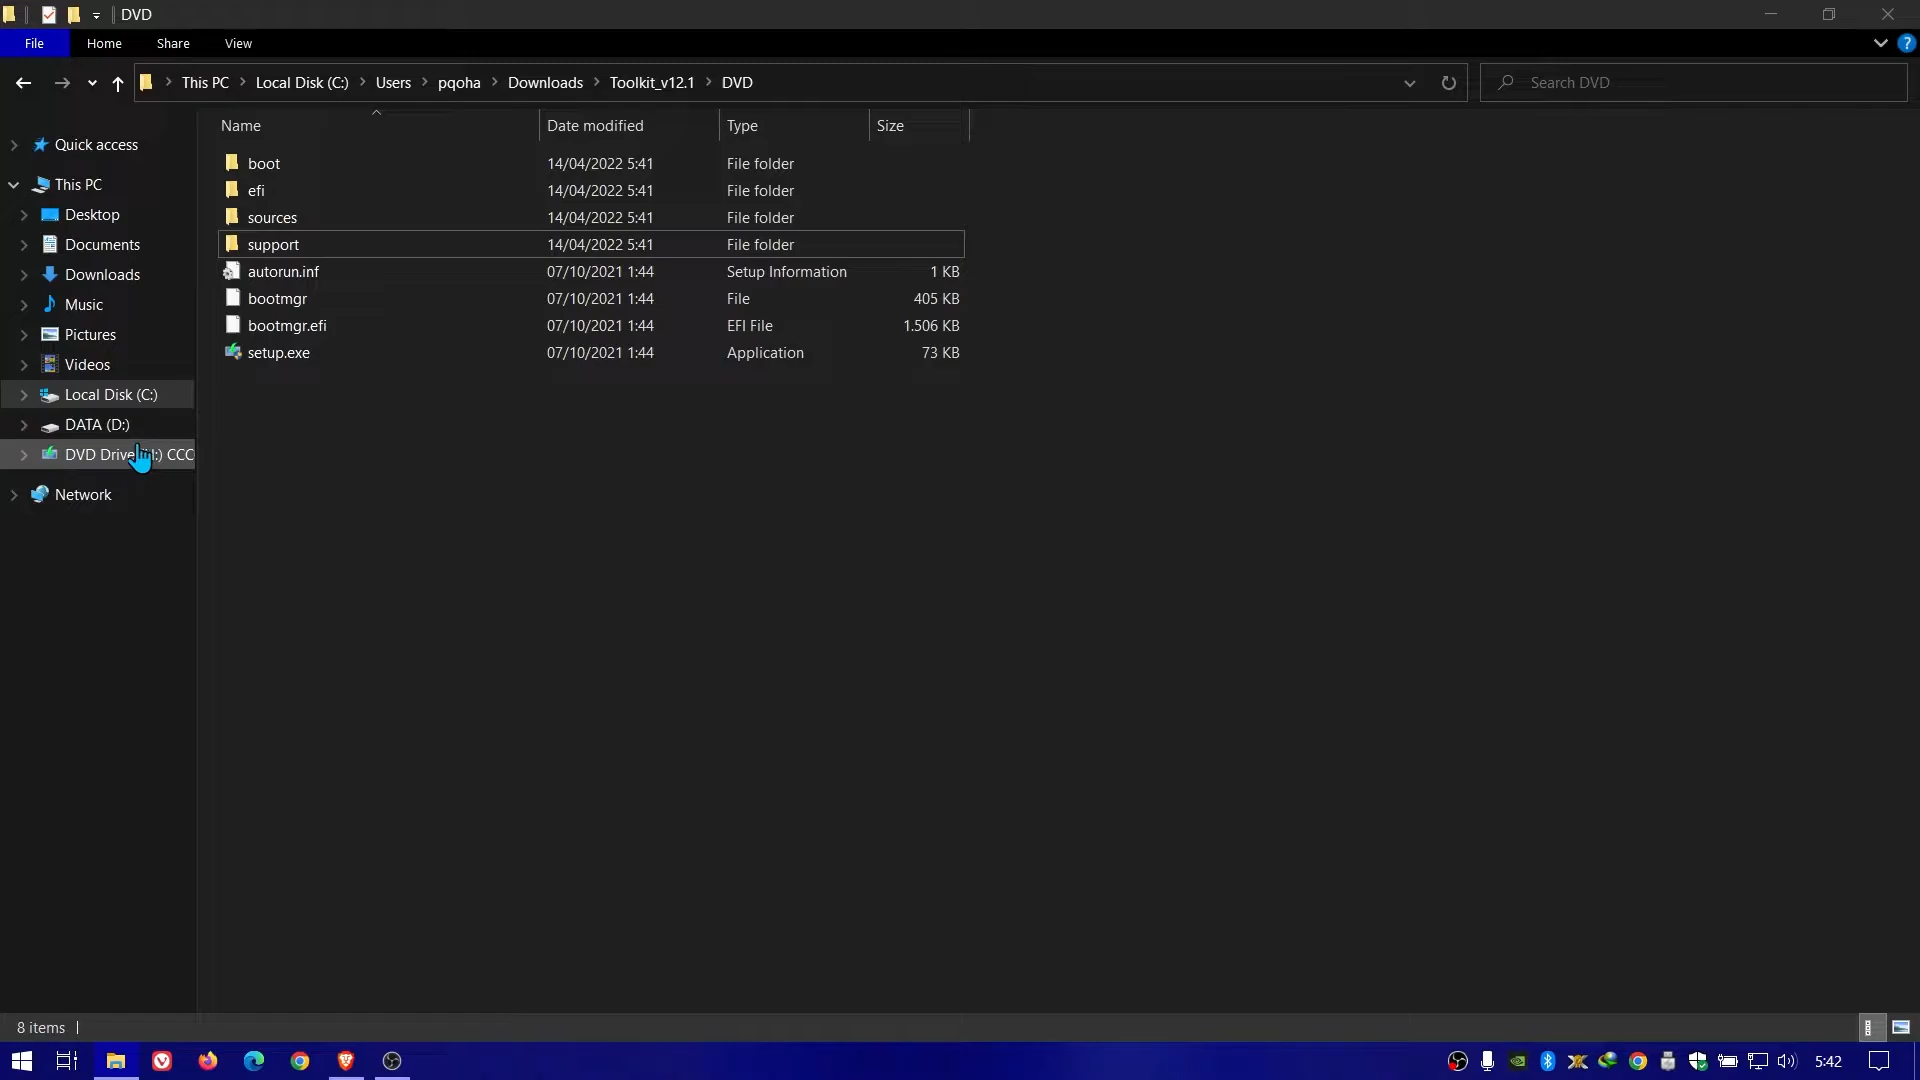 DVD
File Home Share View
This PC Local Disk (C:) Users pqoha Downloads Toolkit_v12.1 DVD
Search DVD
Name Date modified Type Size
Quick access
This PC
Desktop
Documents
Downloads
Music
Pictures
Videos
Local Disk (C:)
DATA (D:)
DVD Drive :) CCC
Network
boot 14/04/2022 5:41 File folder
efi 14/04/2022 5:41 File folder
sources 14/04/2022 5:41 File folder
support 14/04/2022 5:41 File folder
autorun.inf 07/10/2021 1:44 Setup Information 1 KB
bootmgr 07/10/2021 1:44 File 405 KB
bootmgr.efi 07/10/2021 1:44 EFI File 1.506 KB
setup.exe 07/10/2021 1:44 Application 73 KB
8 items
5:42